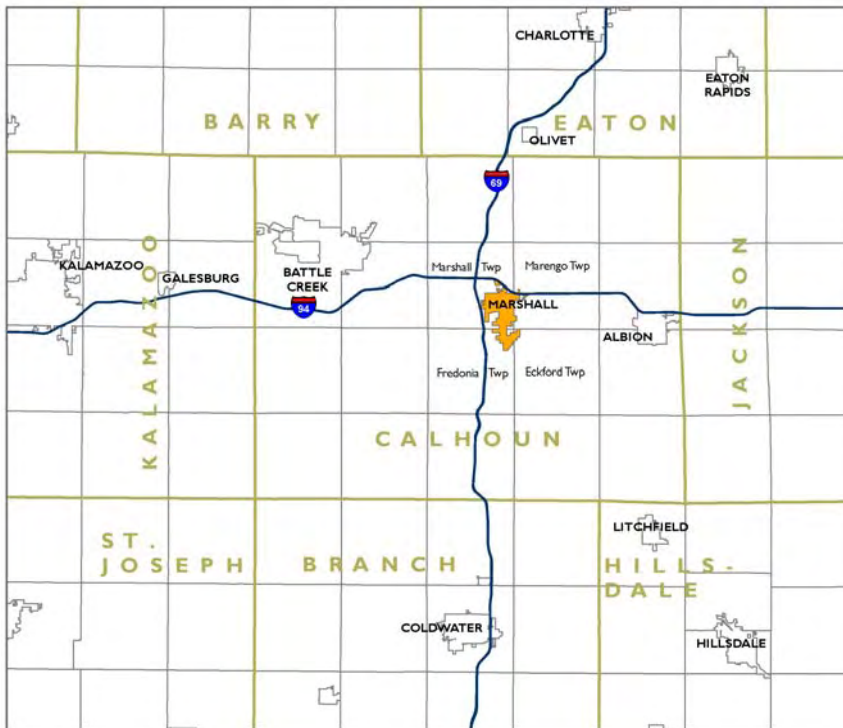 CHARLOTTE
EATON
RAPIDS
BARRY
EATON
OLIVET
69
KALAMAZOO
JACKSON
KALAMAZOO
GALESBURG
BATTLE
CREEK
Marshall Twp
Marengo Twp
94
MARSHALL
ALBION
Fredonia Twp
Eckford Twp
CALHOUN
LITCHFIELD
ST.
JOSEPH
BRANCH
HILLS-
DALE
COLDWATER
HILLSDALE